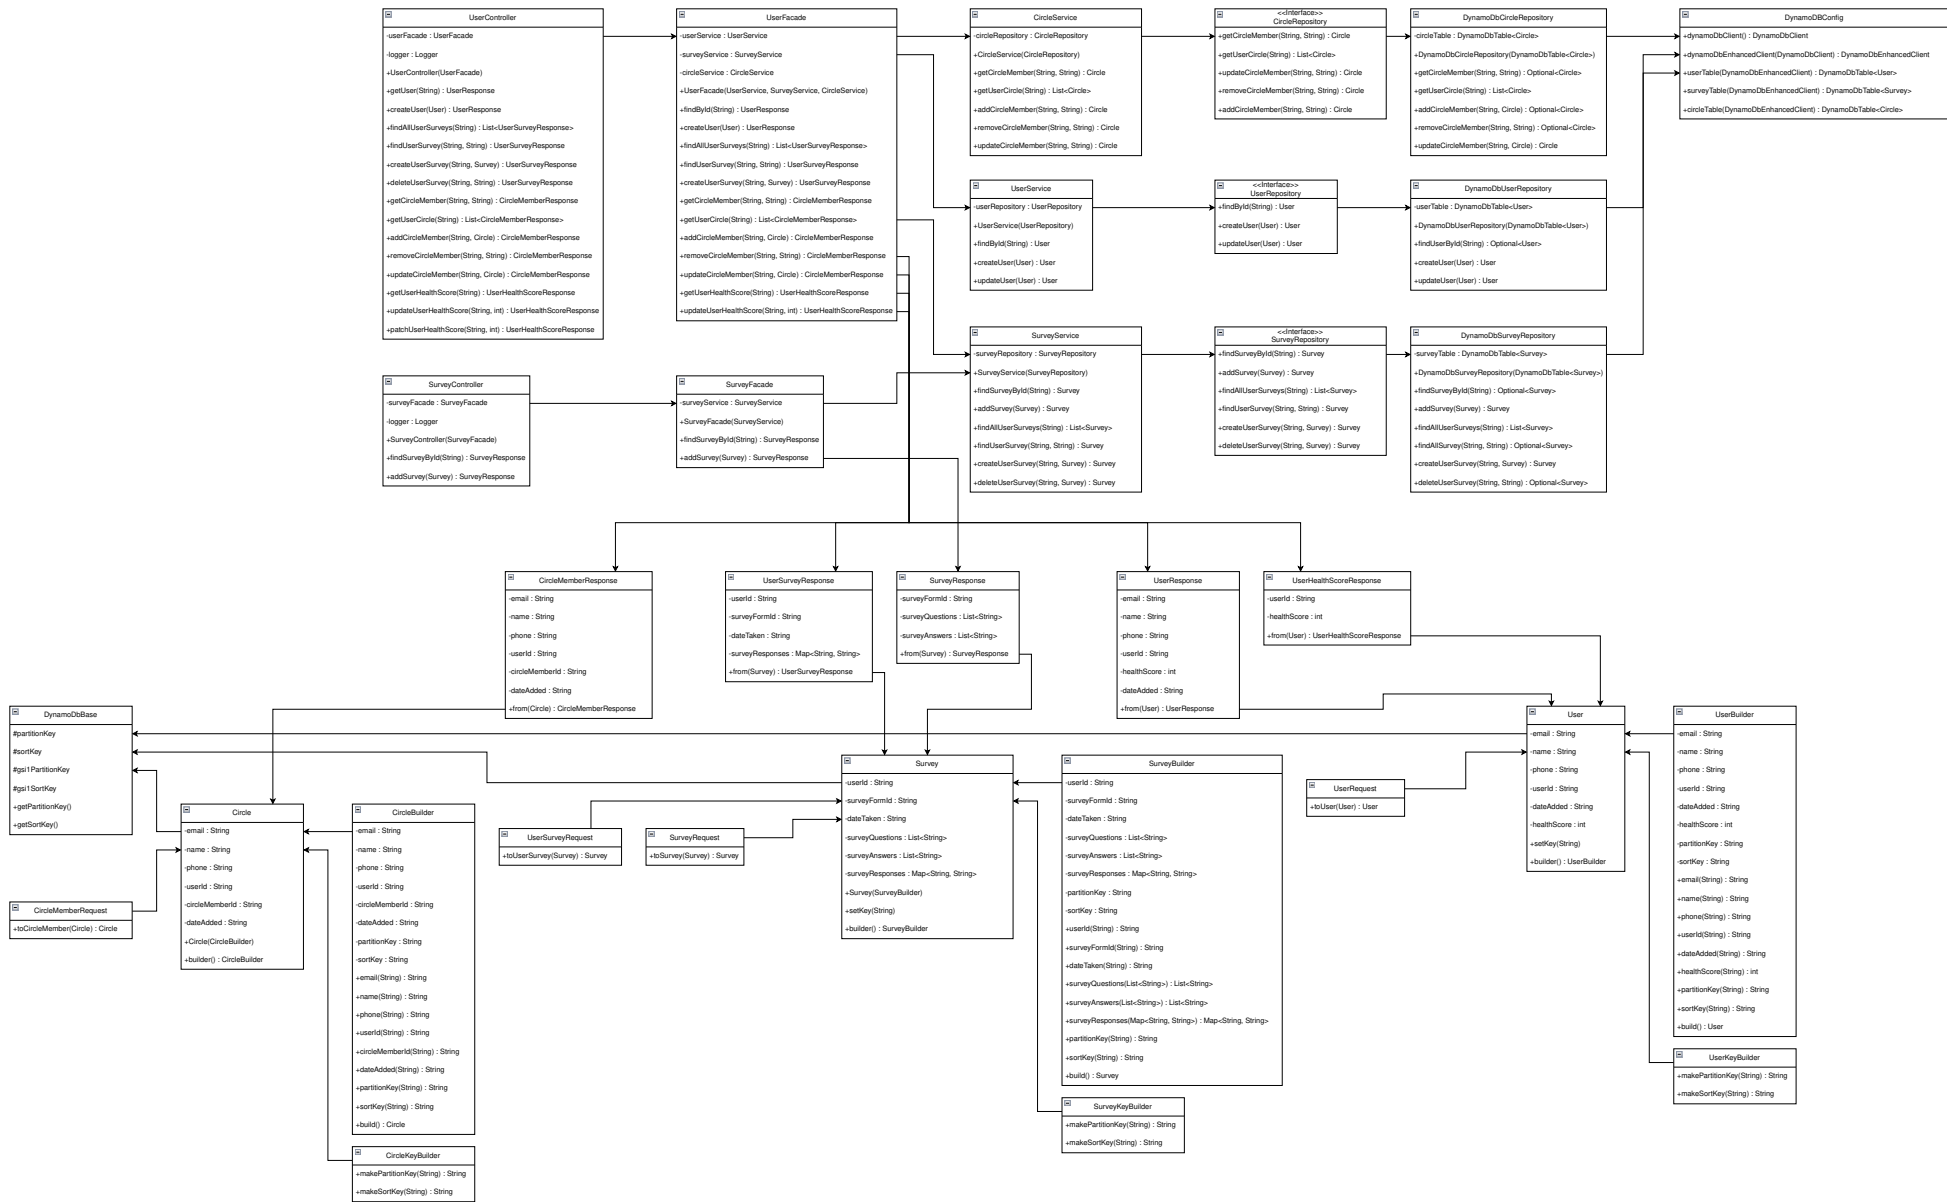 UserController
-userFacade : UserFacade
-logger : Logger
+UserController(UserFacade)
+getUser(String) : UserResponse
+createUser(User) : UserResponse
+findAllUserSurveys(String) : List<UserSurveyResponse>
+findUserSurvey(String, String) : UserSurveyResponse
+createUserSurvey(String, Survey) : UserSurveyResponse
+deleteUserSurvey(String, String) : UserSurveyResponse
+getCircleMember(String, String) : CircleMemberResponse
+getUserCircle(String) : List<CircleMemberResponse>
+addCircleMember(String, Circle) : CircleMemberResponse
+removeCircleMember(String, String) : CircleMemberResponse
+updateCircleMember(String, Circle) : CircleMemberResponse
+getUserHealthScore(String) : UserHealthScoreResponse
+updateUserHealthScore(String, int) : UserHealthScoreResponse
+patchUserHealthScore(String, int) : UserHealthScoreResponse
UserFacade
-userService : UserService
-surveyService : SurveyService
-circleService : CircleService
+UserFacade(UserService, SurveyService, CircleService)
+findById(String) : UserResponse
+createUser(User) : UserResponse
+findAllUserSurveys(String) : List<UserSurveyResponse>
+findUserSurvey(String, String) : UserSurveyResponse
+createUserSurvey(String, Survey) : UserSurveyResponse
+getCircleMember(String, String) : CircleMemberResponse
+getUserCircle(String) : List<CircleMemberResponse>
+addCircleMember(String, Circle) : CircleMemberResponse
+removeCircleMember(String, String) : CircleMemberResponse
+updateCircleMember(String, Circle) : CircleMemberResponse
+getUserHealthScore(String) : UserHealthScoreResponse
+updateUserHealthScore(String, int) : UserHealthScoreResponse
CircleService
-circleRepository : CircleRepository
+CircleService(CircleRepository)
+getCircleMember(String, String) : Circle
+getUserCircle(String) : List<Circle>
+addCircleMember(String, String) : Circle
+removeCircleMember(String, String) : Circle
+updateCircleMember(String, String) : Circle
<<Interface>>
CircleRepository
+getCircleMember(String, String) : Circle
+getUserCircle(String) : List<Circle>
+updateCircleMember(String, String) : Circle
+removeCircleMember(String, String) : Circle
+addCircleMember(String, String) : Circle
DynamoDbCircleRepository
-circleTable : DynamoDbTable<Circle>
+DynamoDbCircleRepository(DynamoDbTable<Circle>)
+getCircleMember(String, String) : Optional<Circle>
+getUserCircle(String) : List<Circle>
+addCircleMember(String, Circle) : Optional<Circle>
+removeCircleMember(String, String) : Optional<Circle>
+updateCircleMember(String, Circle) : Circle
DynamoDBConfig
+dynamoDbClient() : DynamoDbClient
+dynamoDbEnhancedClient(DynamoDbClient) : DynamoDbEnhancedClient
+userTable(DynamoDbEnhancedClient) : DynamoDbTable<User>
+surveyTable(DynamoDbEnhancedClient) : DynamoDbTable<Survey>
+circleTable(DynamoDbEnhancedClient) : DynamoDbTable<Circle>
UserService
-userRepository : UserRepository
+UserService(UserRepository)
+findById(String) : User
+createUser(User) : User
+updateUser(User) : User
<<Interface>>
UserRepository
+findById(String) : User
+createUser(User) : User
+updateUser(User) : User
DynamoDbUserRepository
-userTable : DynamoDbTable<User>
+DynamoDbUserRepository(DynamoDbTable<User>)
+findUserById(String) : Optional<User>
+createUser(User) : User
+updateUser(User) : User
SurveyService
-surveyRepository : SurveyRepository
+SurveyService(SurveyRepository)
+findSurveyById(String) : Survey
+addSurvey(Survey) : Survey
+findAllUserSurveys(String) : List<Survey>
+findUserSurvey(String, String) : Survey
+createUserSurvey(String, Survey) : Survey
+deleteUserSurvey(String, Survey) : Survey
<<Interface>>
SurveyRepository
+findSurveyById(String) : Survey
+addSurvey(Survey) : Survey
+findAllUserSurveys(String) : List<Survey>
+findUserSurvey(String, String) : Survey
+createUserSurvey(String, Survey) : Survey
+deleteUserSurvey(String, Survey) : Survey
DynamoDbSurveyRepository
-surveyTable : DynamoDbTable<Survey>
+DynamoDbSurveyRepository(DynamoDbTable<Survey>)
+findSurveyById(String) : Optional<Survey>
+addSurvey(Survey) : Survey
+findAllUserSurveys(String) : List<Survey>
+findAllSurvey(String, String) : Optional<Survey>
+createUserSurvey(String, Survey) : Survey
+deleteUserSurvey(String, String) : Optional<Survey>
SurveyController
-surveyFacade : SurveyFacade
-logger : Logger
+SurveyController(SurveyFacade)
+findSurveyById(String) : SurveyResponse
+addSurvey(Survey) : SurveyResponse
SurveyFacade
-surveyService : SurveyService
+SurveyFacade(SurveyService)
+findSurveyById(String) : SurveyResponse
+addSurvey(Survey) : SurveyResponse
CircleMemberResponse
-email : String
-name : String
-phone : String
-userId : String
-circleMemberId : String
-dateAdded : String
+from(Circle) : CircleMemberResponse
UserSurveyResponse
-userId : String
-surveyFormId : String
-dateTaken : String
-surveyResponses : Map<String, String>
+from(Survey) : UserSurveyResponse
SurveyResponse
-surveyFormId : String
-surveyQuestions : List<String>
-surveyAnswers : List<String>
+from(Survey) : SurveyResponse
UserResponse
-email : String
-name : String
-phone : String
-userId : String
-healthScore : int
-dateAdded : String
+from(User) : UserResponse
UserHealthScoreResponse
-userId : String
-healthScore : int
+from(User) : UserHealthScoreResponse
DynamoDbBase
#partitionKey
#sortKey
#gsi1PartitionKey
#gsi1SortKey
+getPartitionKey()
+getSortKey()
Circle
-email : String
-name : String
-phone : String
-userId : String
-circleMemberId : String
-dateAdded : String
+Circle(CircleBuilder)
+builder() : CircleBuilder
CircleBuilder
-email : String
-name : String
-phone : String
-userId : String
-circleMemberId : String
-dateAdded : String
-partitionKey : String
-sortKey : String
+email(String) : String
+name(String) : String
+phone(String) : String
+userId(String) : String
+circleMemberId(String) : String
+dateAdded(String) : String
+partitionKey(String) : String
+sortKey(String) : String
+build() : Circle
CircleMemberRequest
+toCircleMember(Circle) : Circle
CircleKeyBuilder
+makePartitionKey(String) : String
+makeSortKey(String) : String
UserSurveyRequest
+toUserSurvey(Survey) : Survey
SurveyRequest
+toSurvey(Survey) : Survey
Survey
-userId : String
-surveyFormId : String
-dateTaken : String
-surveyQuestions : List<String>
-surveyAnswers : List<String>
-surveyResponses : Map<String, String>
+Survey(SurveyBuilder)
+setKey(String)
+builder() : SurveyBuilder
SurveyBuilder
-userId : String
-surveyFormId : String
-dateTaken : String
-surveyQuestions : List<String>
-surveyAnswers : List<String>
-surveyResponses : Map<String, String>
-partitionKey : String
-sortKey : String
+userId(String) : String
+surveyFormId(String) : String
+dateTaken(String) : String
+surveyQuestions(List<String>) : List<String>
+surveyAnswers(List<String>) : List<String>
+surveyResponses(Map<String, String>) : Map<String, String>
+partitionKey(String) : String
+sortKey(String) : String
+build() : Survey
SurveyKeyBuilder
+makePartitionKey(String) : String
+makeSortKey(String) : String
UserRequest
+toUser(User) : User
User
-email : String
-name : String
-phone : String
-userId : String
-dateAdded : String
-healthScore : int
+setKey(String)
+builder() : UserBuilder
UserBuilder
-email : String
-name : String
-phone : String
-userId : String
-dateAdded : String
-healthScore : int
-partitionKey : String
-sortKey : String
+email(String) : String
+name(String) : String
+phone(String) : String
+userId(String) : String
+dateAdded(String) : String
+healthScore(String) : int
+partitionKey(String) : String
+sortKey(String) : String
+build() : User
UserKeyBuilder
+makePartitionKey(String) : String
+makeSortKey(String) : String